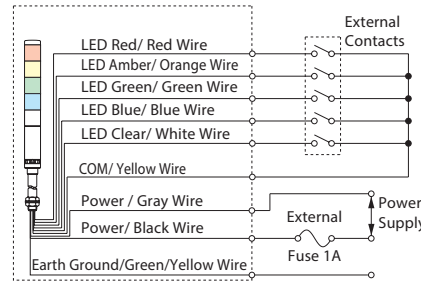 External
Contacts
LED Red/ Red Wire
LED Amber/ Orange Wire
LED Green/ Green Wire
LED Blue/ Blue Wire
LED Clear/ White Wire
COM/ Yellow Wire
Power / Gray Wire
Power/ Black Wire
External
Fuse 1A
Power
Supply
Earth Ground/Green/Yellow Wire